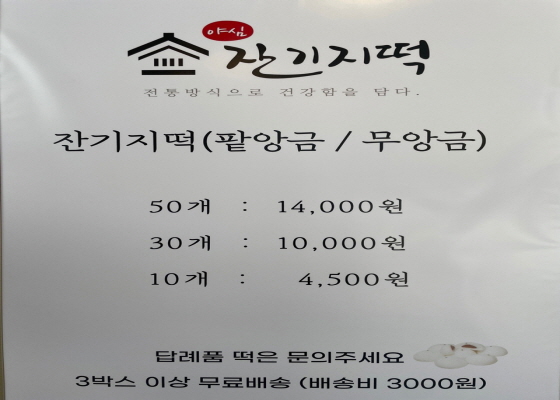 야심
잔기지떡
전통방식으로 건강함을 담다.
잔기지떡(팥앙금 / 무앙금)
50개 : 14,000원
30개 : 10,000원
10개 : 4,500원
답례품 떡은 문의주세요
3박스 이상 무료배송 (배송비 3000원)